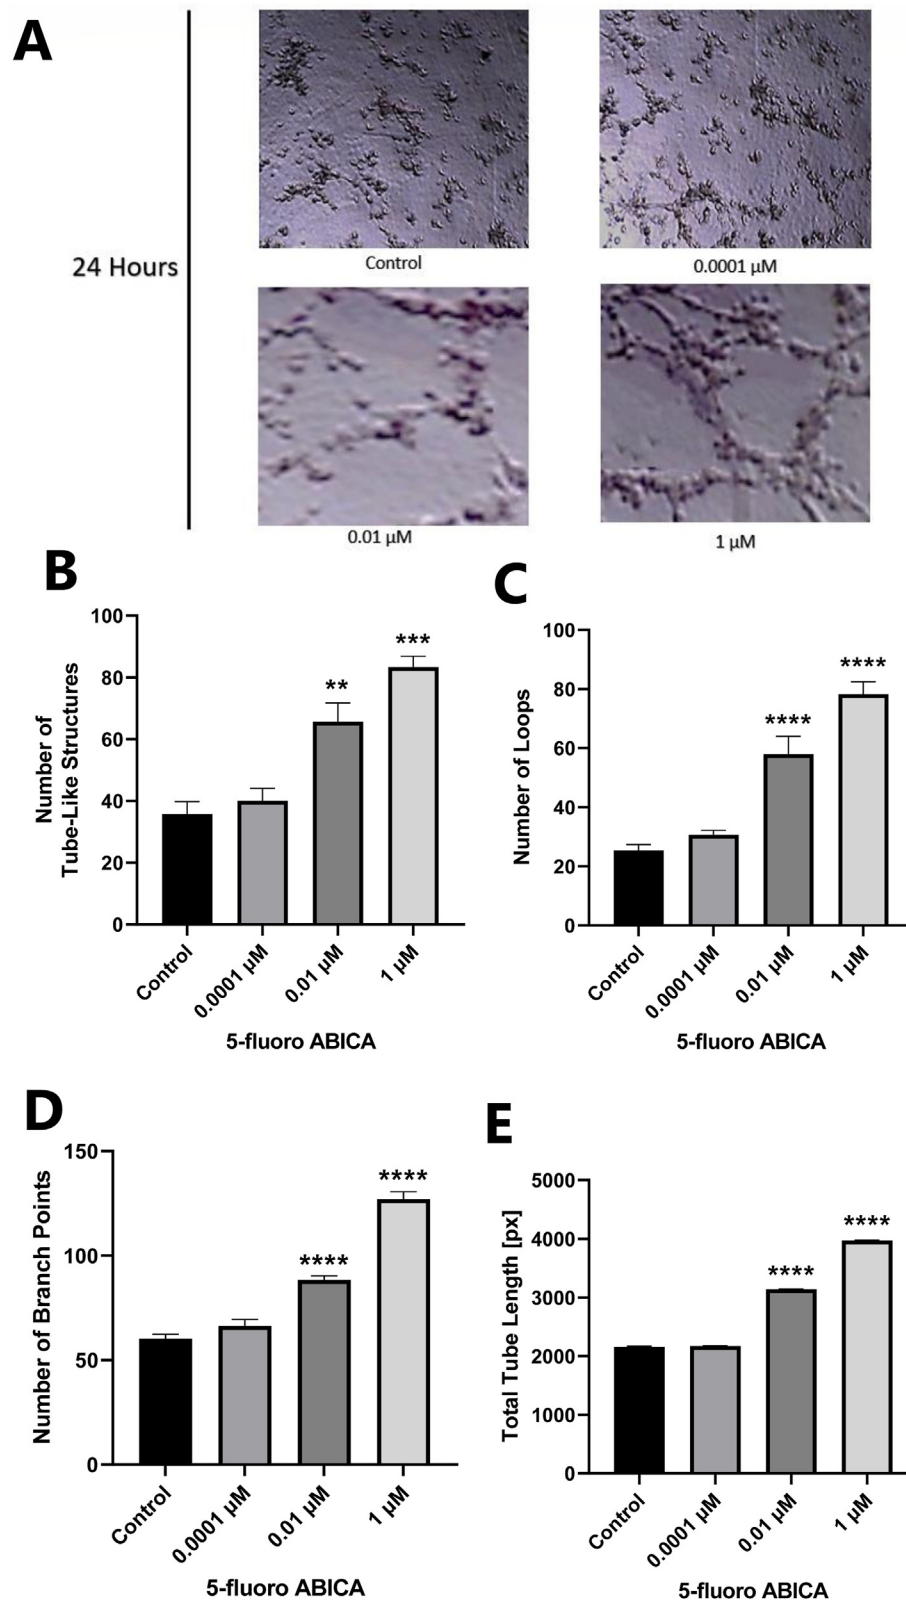 A
24 Hours
Control
0.0001 µM
0.01 µM
1 µM
B
Number of
Tube-Like Structures
100
80
60
40
20
0
**
***
Control
0.0001 µM
0.01 µM
1 µM
5-fluoro ABICA
C
Number of Loops
100
80
60
40
20
0
****
****
Control
0.0001 µM
0.01 µM
1 µM
5-fluoro ABICA
D
Number of Branch Points
150
100
50
0
****
****
Control
0.0001 µM
0.01 µM
1 µM
5-fluoro ABICA
E
Total Tube Length [px]
5000
4000
3000
2000
1000
0
****
****
Control
0.0001 µM
0.01 µM
1 µM
5-fluoro ABICA